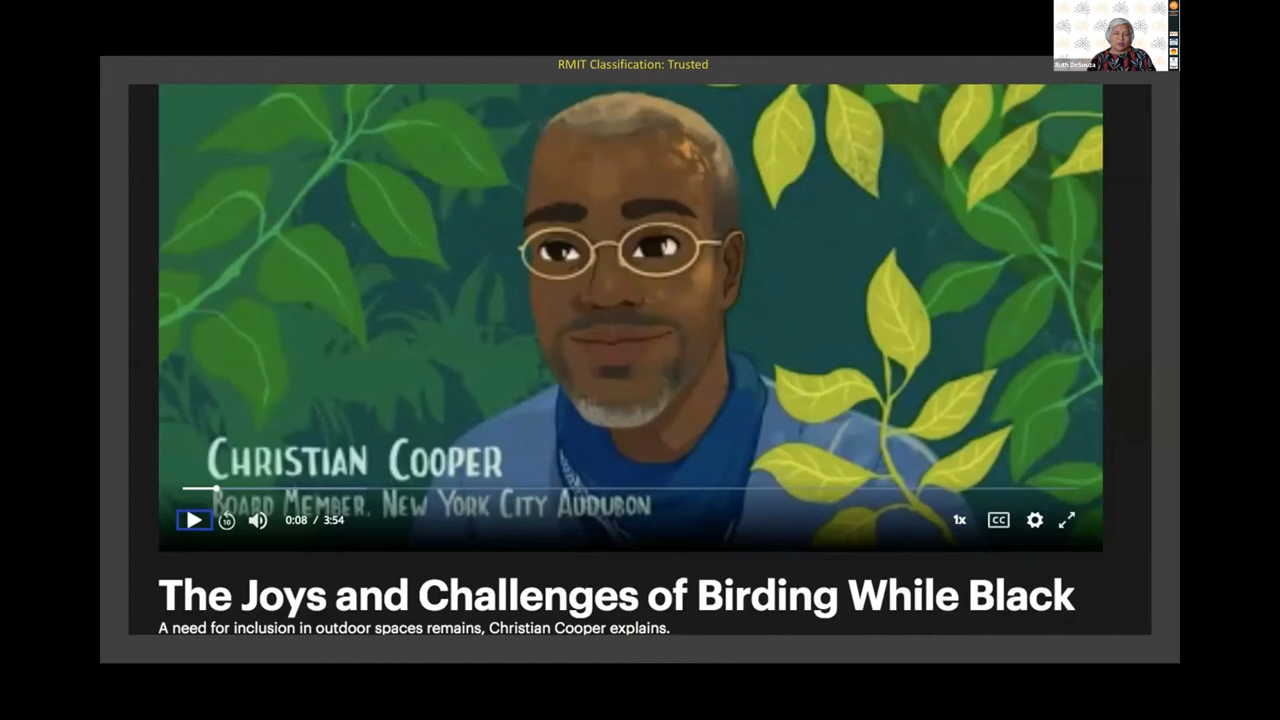 RMIT Classification: Trusted
Ruth DeSouza
CHRISTIAN COOPER
BOARD MEMBER, NEW YORK CITY AUDUBON
10
0:08 / 3:54
1x
CC
The Joys and Challenges of Birding While Black
A need for inclusion in outdoor spaces remains, Christian Cooper explains.